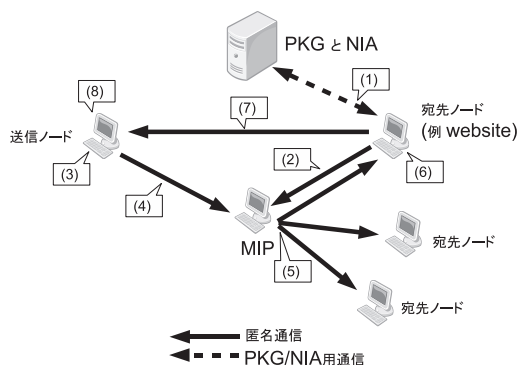 PKG と NIA
(1)
(8)
(7)
宛先ノード
(例 website)
送信ノード
(2)
(3)
(6)
(4)
MIP
宛先ノード
(5)
宛先ノード
匿名通信
PKG/NIA用通信